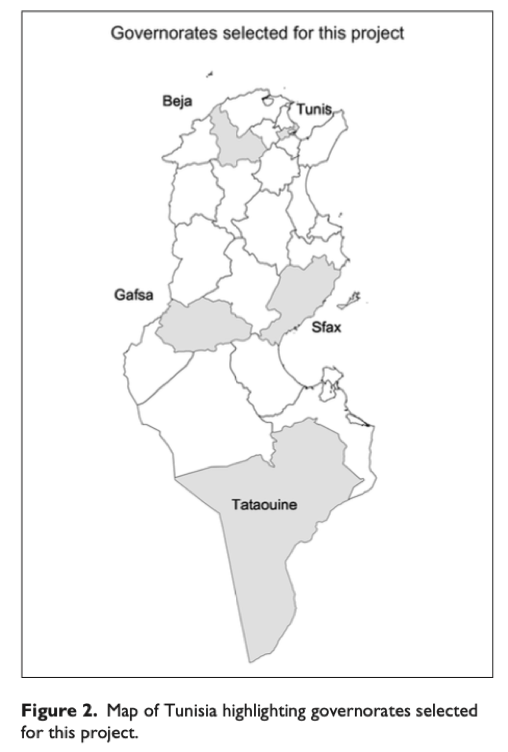 Governorates selected for this project
Beja
Tunis
Gafsa
Sfax
Tataouine
Figure 2. Map of Tunisia highlighting governorates selected
for this project.